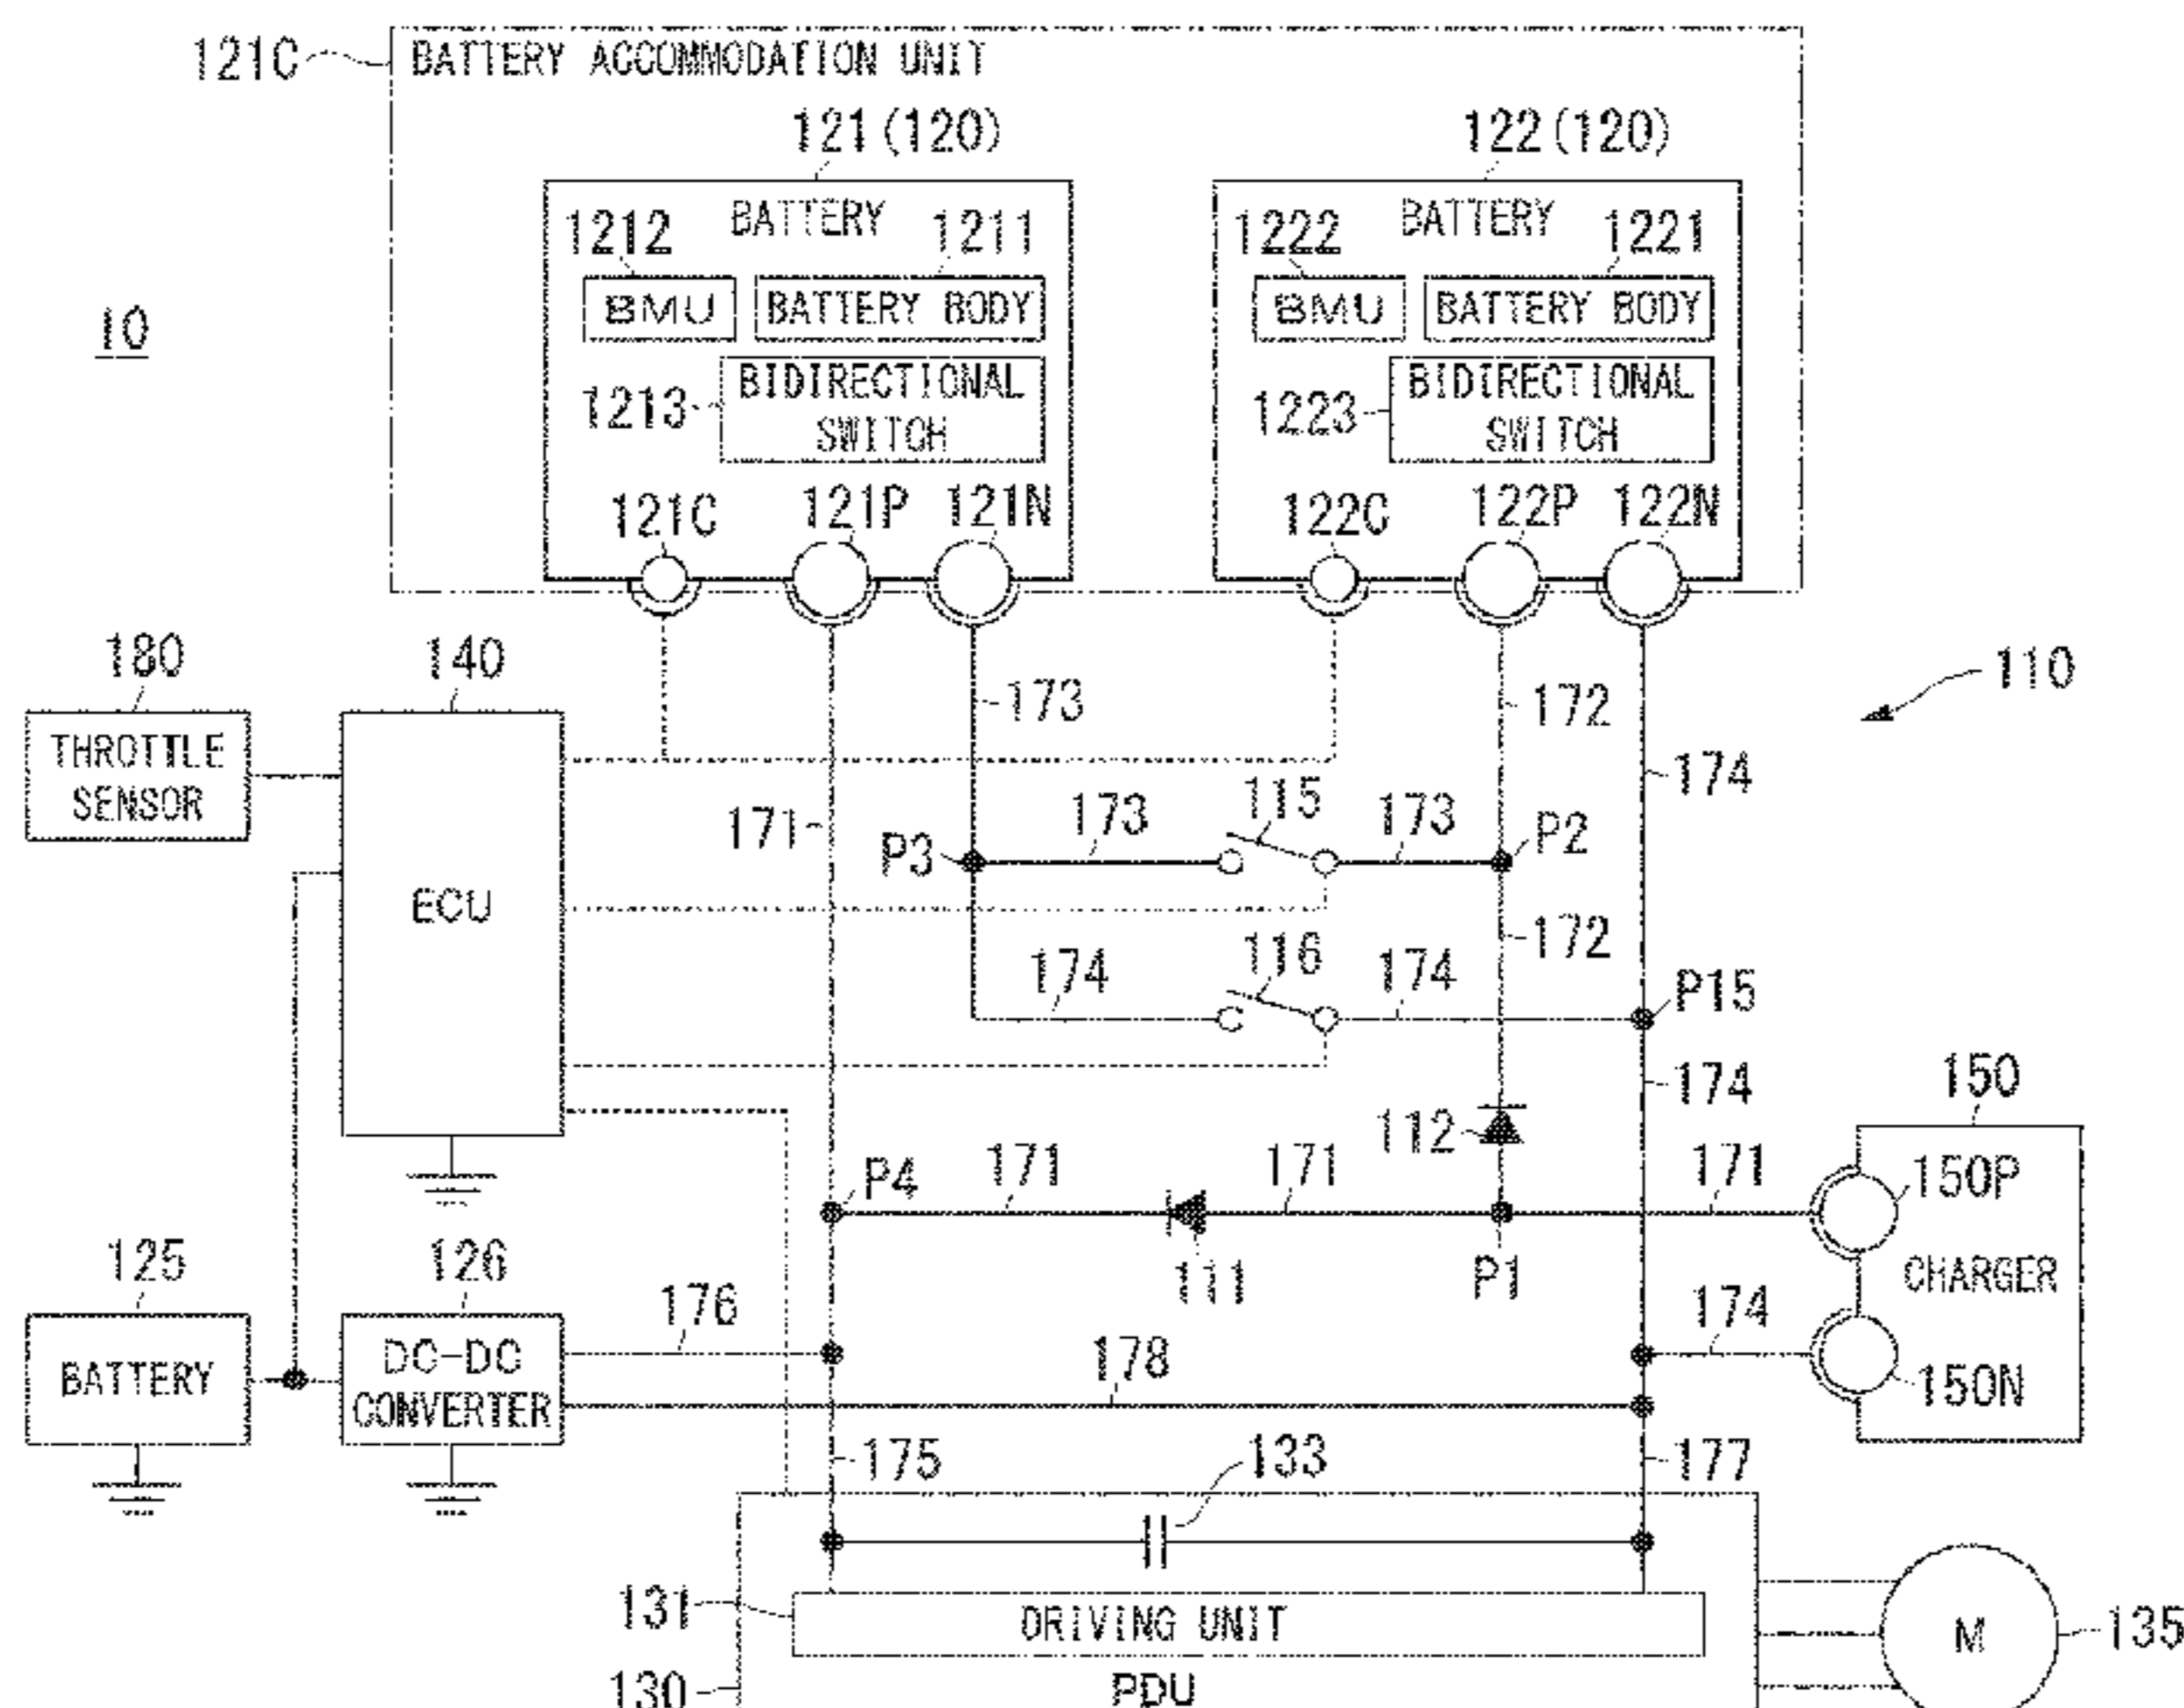 121C
BATTERY ACCOMMODATION UNIT
121(120)
122(120)
BATTERY
1212
1211
BATTERY
1222
1221
10
BMU
BATTERY BODY
BMU
BATTERY BODY
1213
BIDIRECTIONAL
SWITCH
1223
BIDIRECTIONAL
SWITCH
121C
121P
121N
122C
122P
122N
180
140
173
172
110
THROTTLE
SENSOR
174
171
P3
173
115
173
P2
ECU
172
174
116
174
P15
174
150
112
P4
171
171
171
150P
111
P1
CHARGER
125
126
176
174
BATTERY
DC-DC
CONVERTER
178
150N
175
133
177
131
DRIVING UNIT
M
135
130
PDU